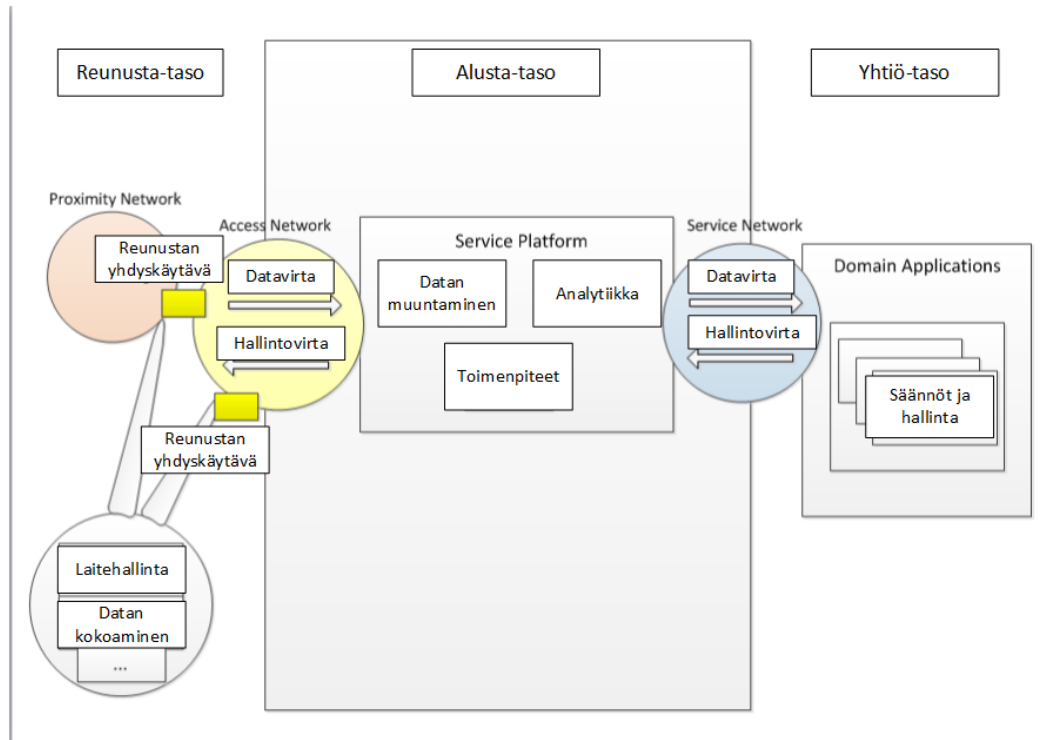 Reunusta-taso
Alusta-taso
Yhtiö-taso
Proximity Network
Reunustan
yhdyskäytävä
Access Network
Datavirta
Hallintovirta
Reunustan
yhdyskäytävä
Service Platform
Datan
muuntaminen
Analytiikka
Toimenpiteet
Service Network
Datavirta
Hallintovirta
Domain Applications
Säännöt ja
hallinta
Laitehallinta
Datan
kokoaminen
...